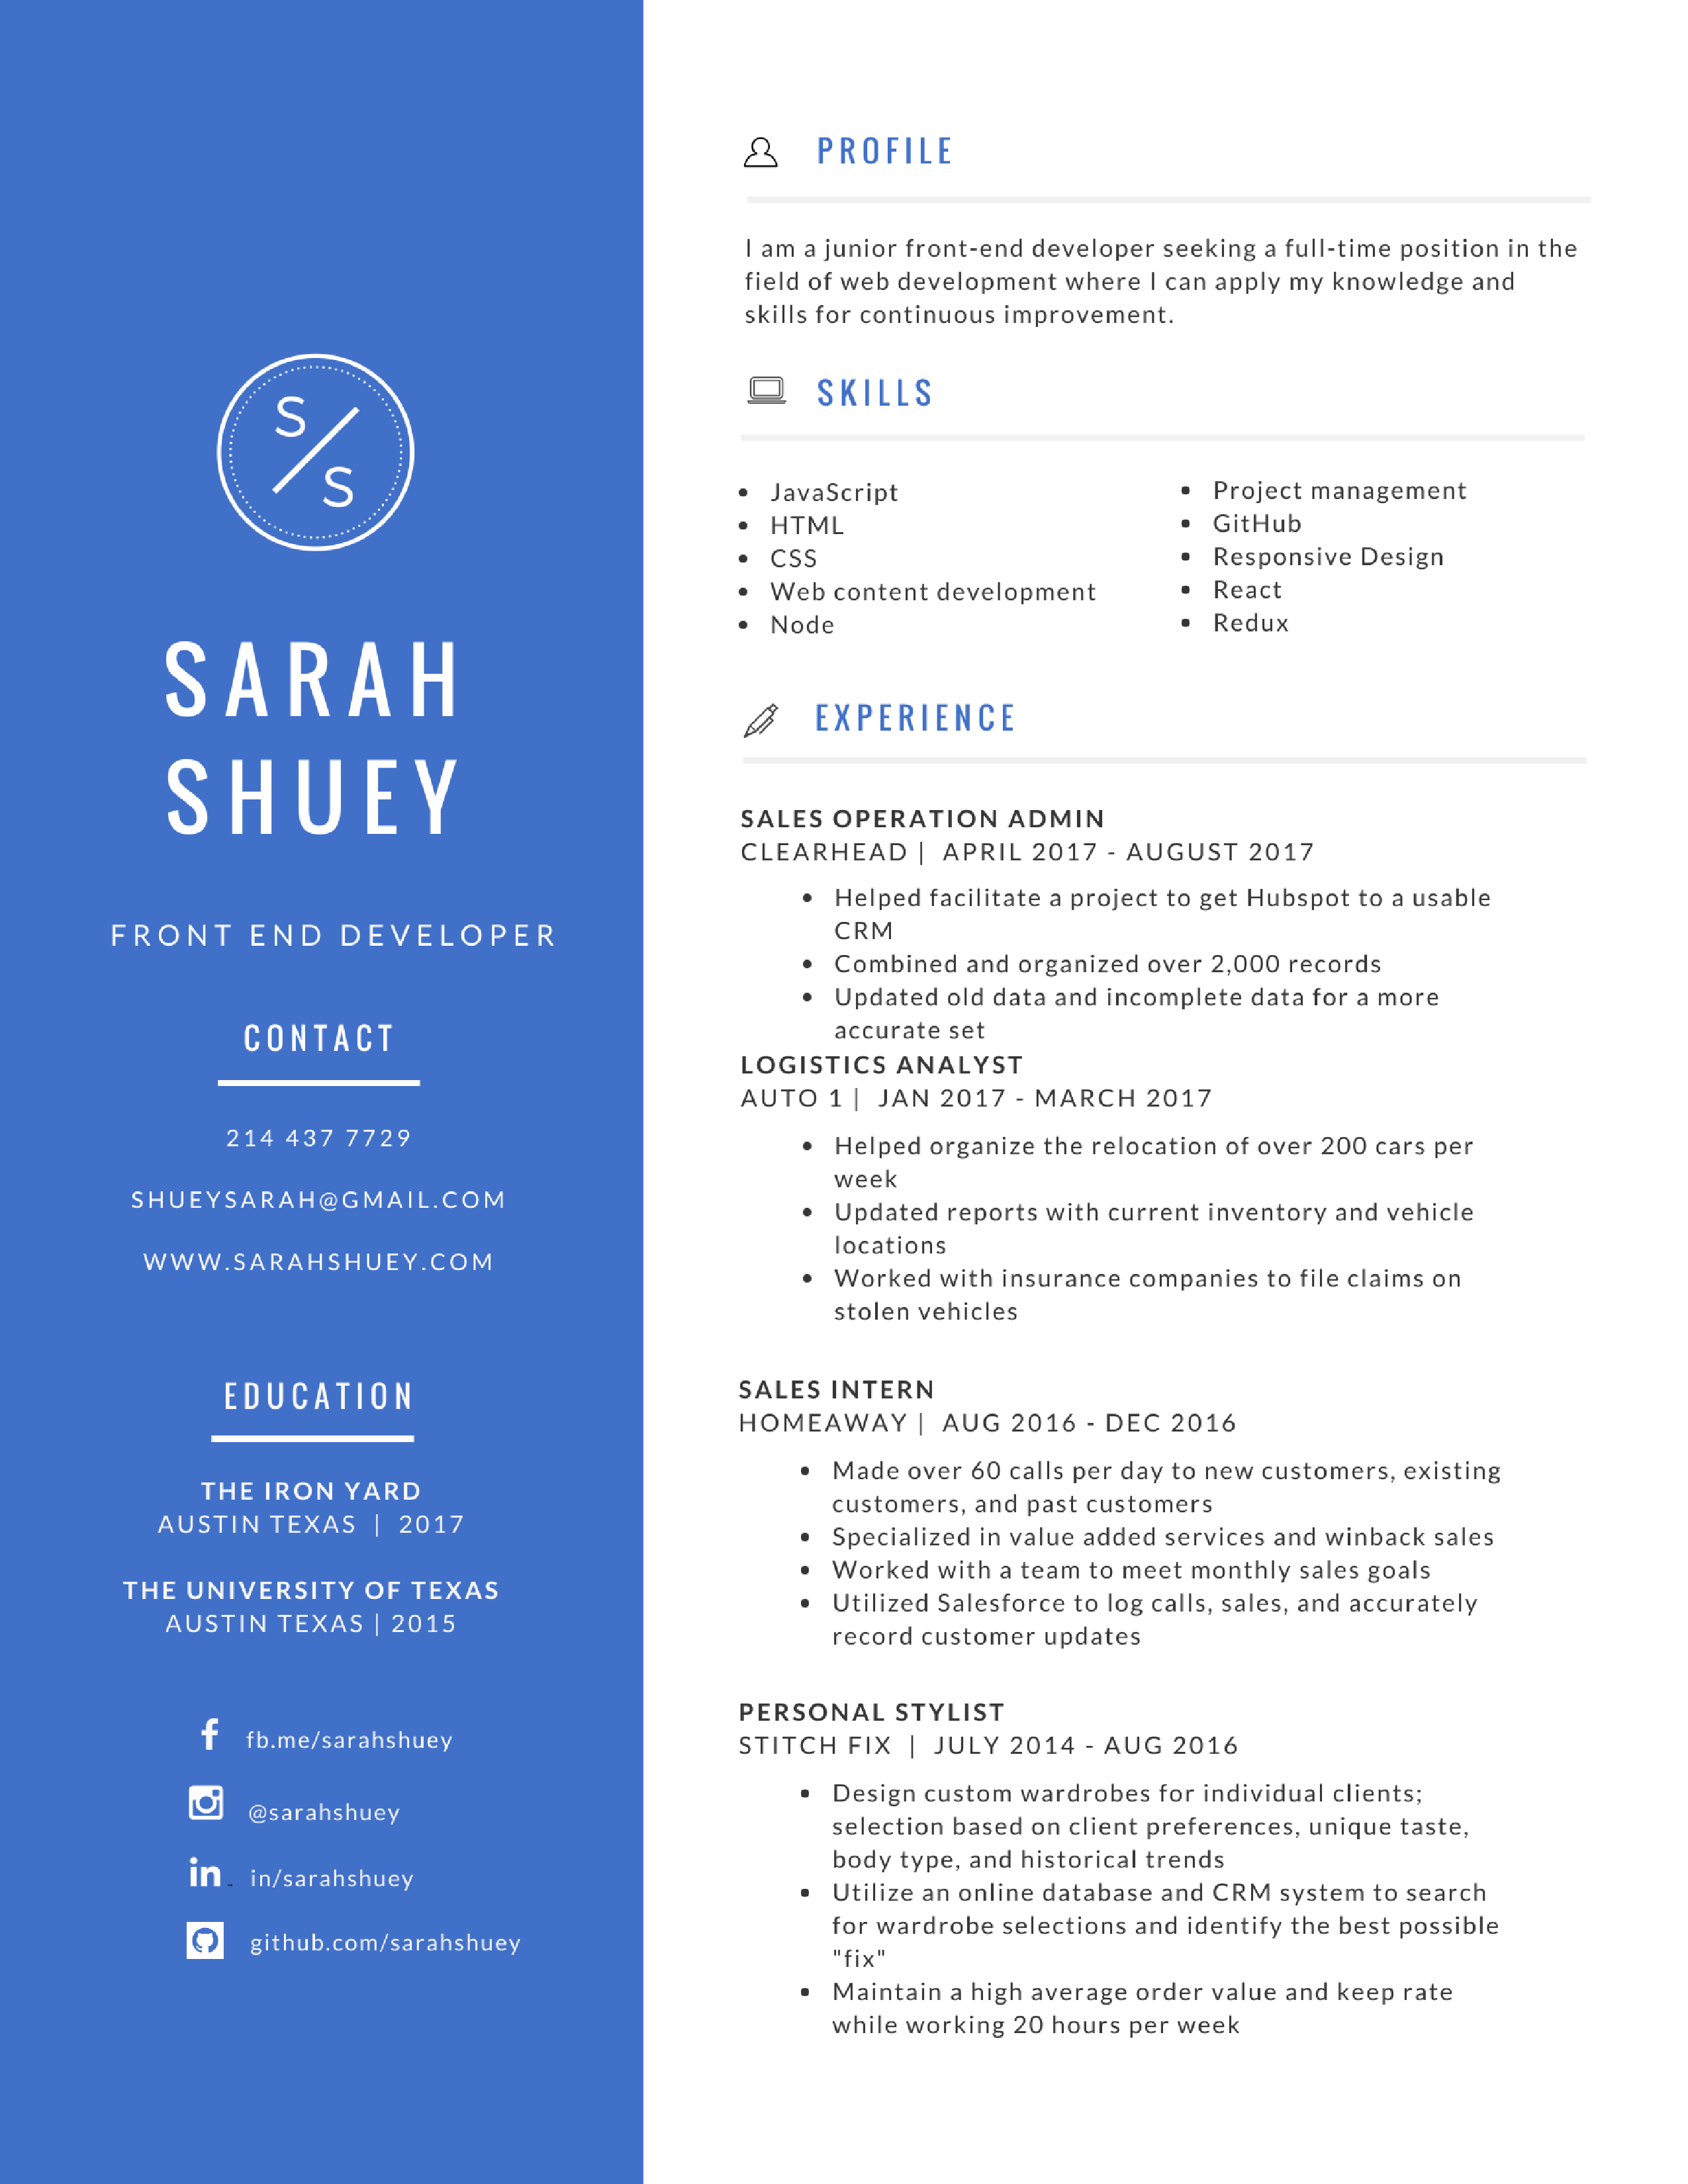 S
S
SARAH
SHUEY
FRONT END DEVELOPER
CONTACT
214 437 7729
SHUEYSARAH@GMAIL.COM
WWW.SARAHSHUEY.COM
EDUCATION
THE IRON YARD
AUSTIN TEXAS | 2017
THE UNIVERSITY OF TEXAS
AUSTIN TEXAS | 2015
f fb.me/sarahshuey
@sarahshuey
in in/sarahshuey
github.com/sarahshuey
PROFILE
I am a junior front-end developer seeking a full-time position in the
field of web development where I can apply my knowledge and
skills for continuous improvement.
SKILLS
• JavaScript
• HTML
• CSS
• Web content development
• Node
• Project management
• GitHub
• Responsive Design
• React
• Redux
EXPERIENCE
SALES OPERATION ADMIN
CLEARHEAD | APRIL 2017 - AUGUST 2017
• Helped facilitate a project to get Hubspot to a usable
CRM
• Combined and organized over 2,000 records
• Updated old data and incomplete data for a more
accurate set
LOGISTICS ANALYST
AUTO 1 | JAN 2017 - MARCH 2017
• Helped organize the relocation of over 200 cars per
week
• Updated reports with current inventory and vehicle
locations
• Worked with insurance companies to file claims on
stolen vehicles
SALES INTERN
HOMEAWAY | AUG 2016 - DEC 2016
• Made over 60 calls per day to new customers, existing
customers, and past customers
• Specialized in value added services and winback sales
• Worked with a team to meet monthly sales goals
• Utilized Salesforce to log calls, sales, and accurately
record customer updates
PERSONAL STYLIST
STITCH FIX | JULY 2014 - AUG 2016
• Design custom wardrobes for individual clients;
selection based on client preferences, unique taste,
body type, and historical trends
• Utilize an online database and CRM system to search
for wardrobe selections and identify the best possible
"fix"
• Maintain a high average order value and keep rate
while working 20 hours per week